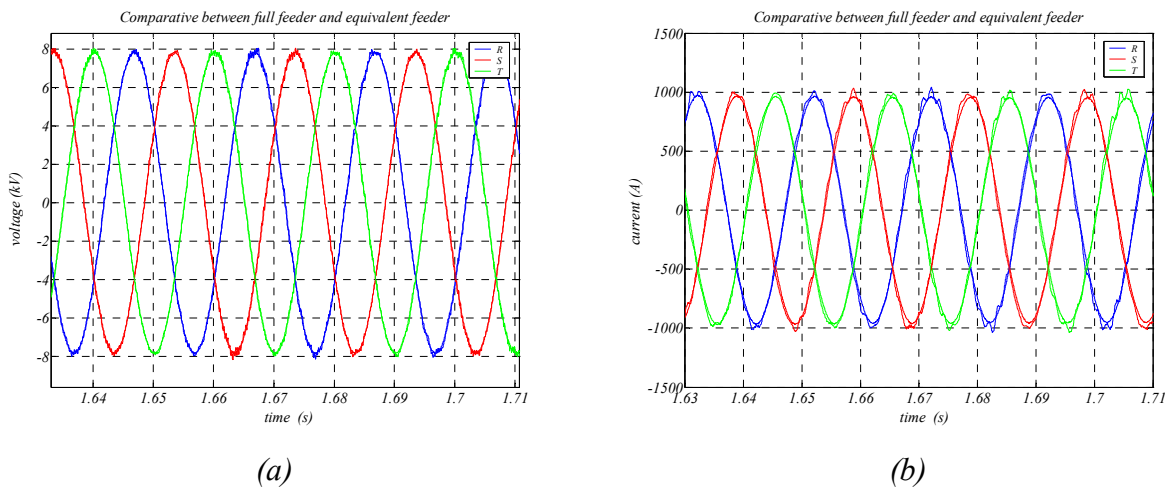 Comparative between full feeder and equivalent feeder
8
6
4
2
0
-2
-4
-6
-8
voltage (kV)
R
S
T
1.64
1.65
1.66
1.67
1.68
1.69
1.7
1.71
time (s)
(a)
Comparative between full feeder and equivalent feeder
1500
1000
500
0
-500
-1000
-1500
current (A)
R
S
T
1.63
1.64
1.65
1.66
1.67
1.68
1.69
1.7
1.71
time (s)
(b)